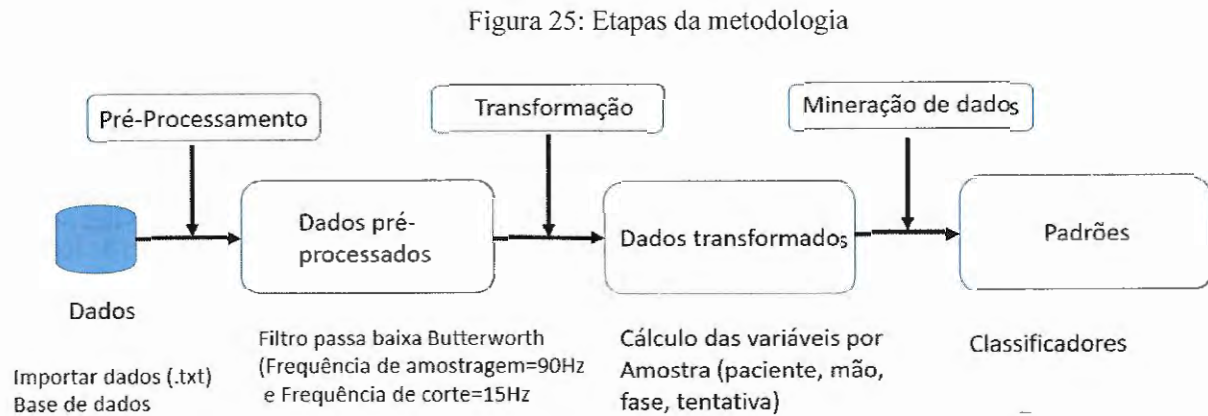 Figura 25: Etapas da metodologia
Pré-Processamento
Transformação
Mineração de dados
Dados
Dados pré-
processados
Dados transformados
Padrões
Importar dados (.txt)
Base de dados
Filtro passa baixa Butterworth
(Frequência de amostragem=90Hz
e Frequência de corte=15Hz
Cálculo das variáveis por
Amostra (paciente, mão,
fase, tentativa)
Classificadores